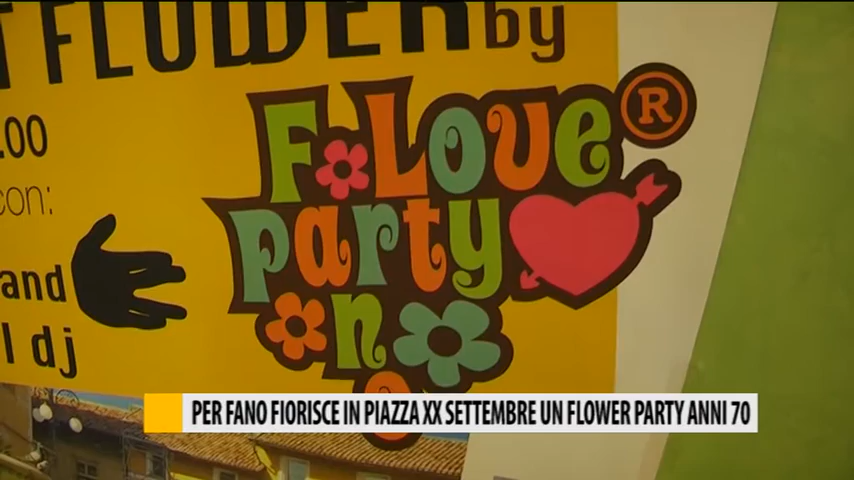 FLOWER by
.00
F Love ®
con:
party
and
no
l dj
PER FANO FIORISCE IN PIAZZA XX SETTEMBRE UN FLOWER PARTY ANNI 70